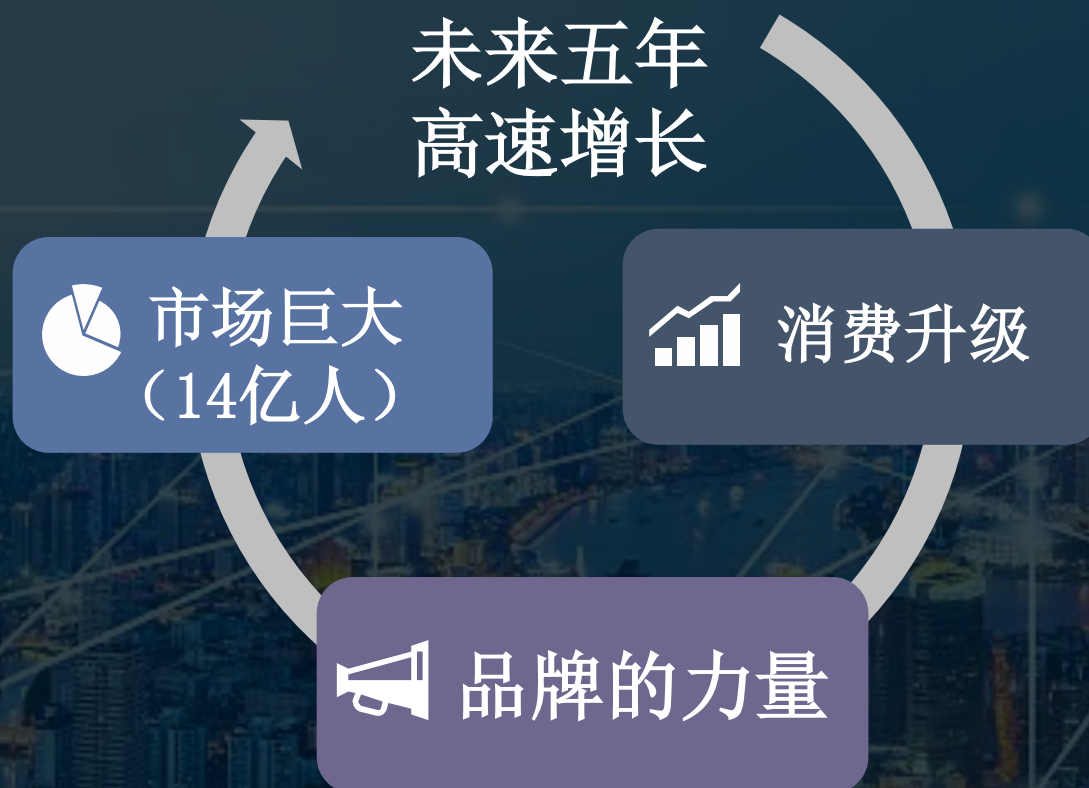 未来五年
高速增长
市场巨大
（14亿人）
消费升级
品牌的力量